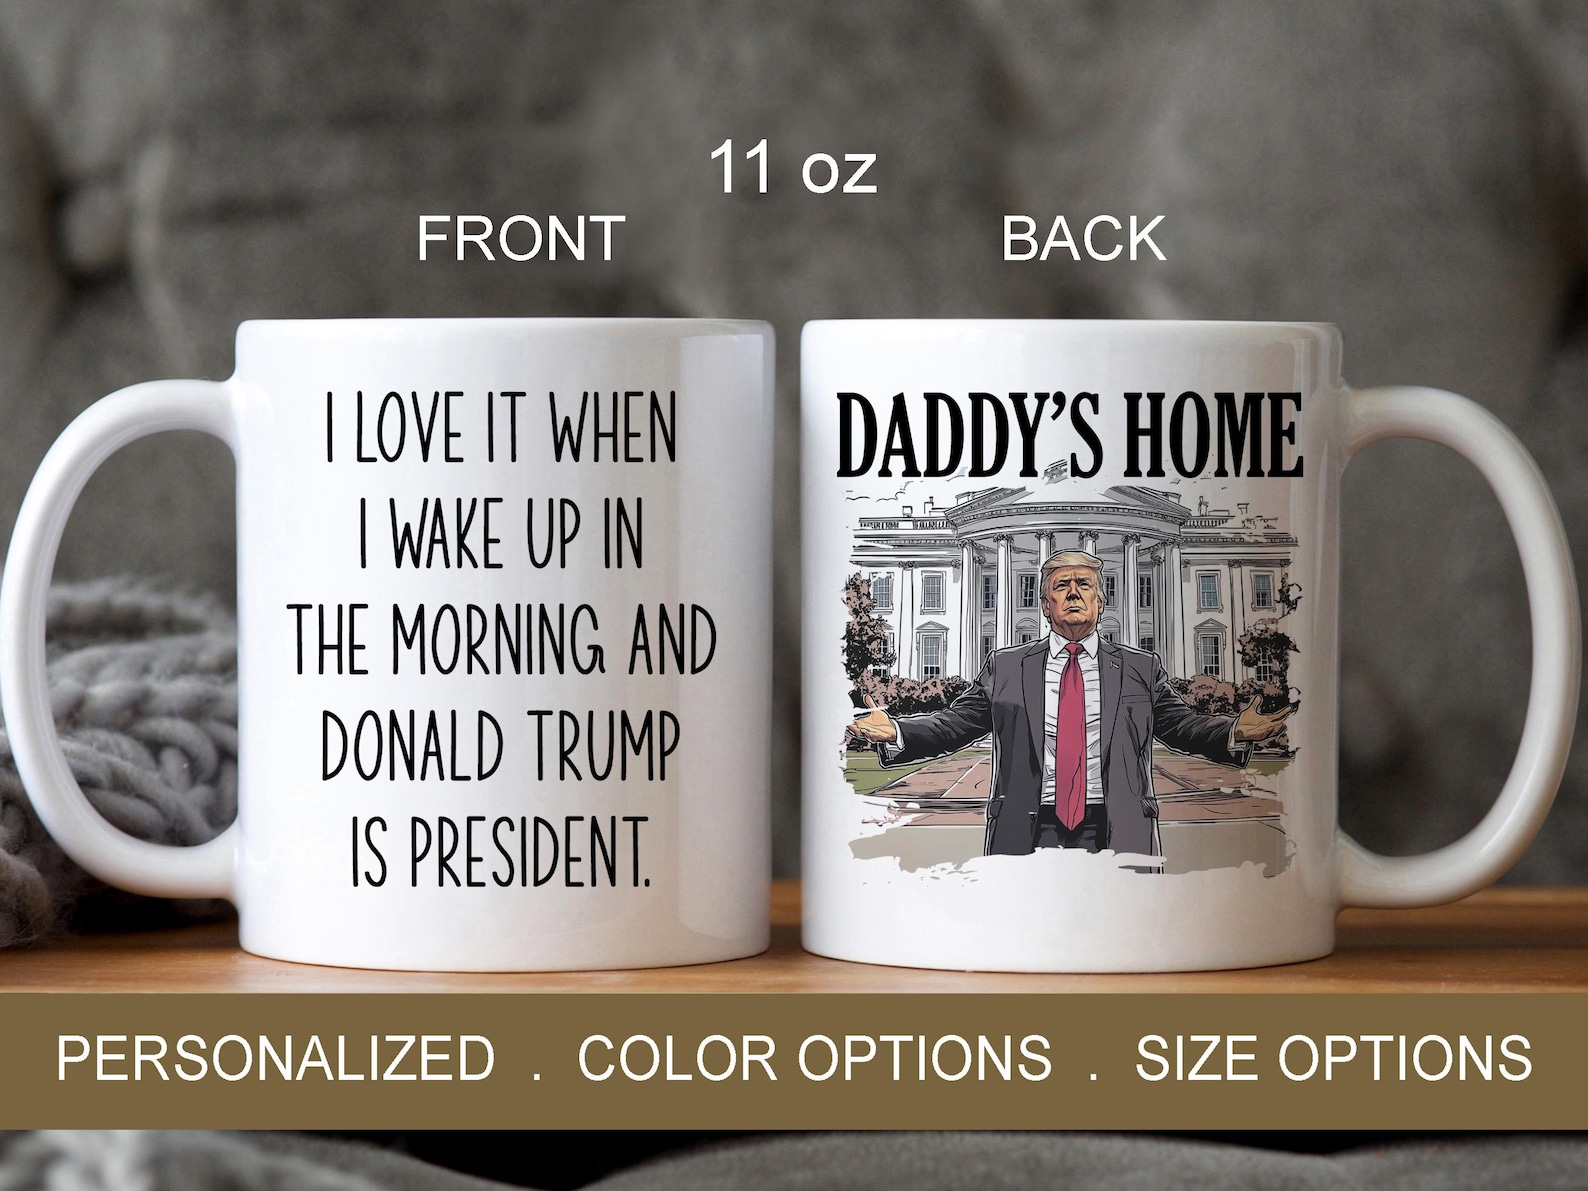 11 oz
FRONT
BACK
I LOVE IT WHEN
I WAKE UP IN
THE MORNING AND
DONALD TRUMP
IS PRESIDENT.
DADDY'S HOME
PERSONALIZED . COLOR OPTIONS . SIZE OPTIONS